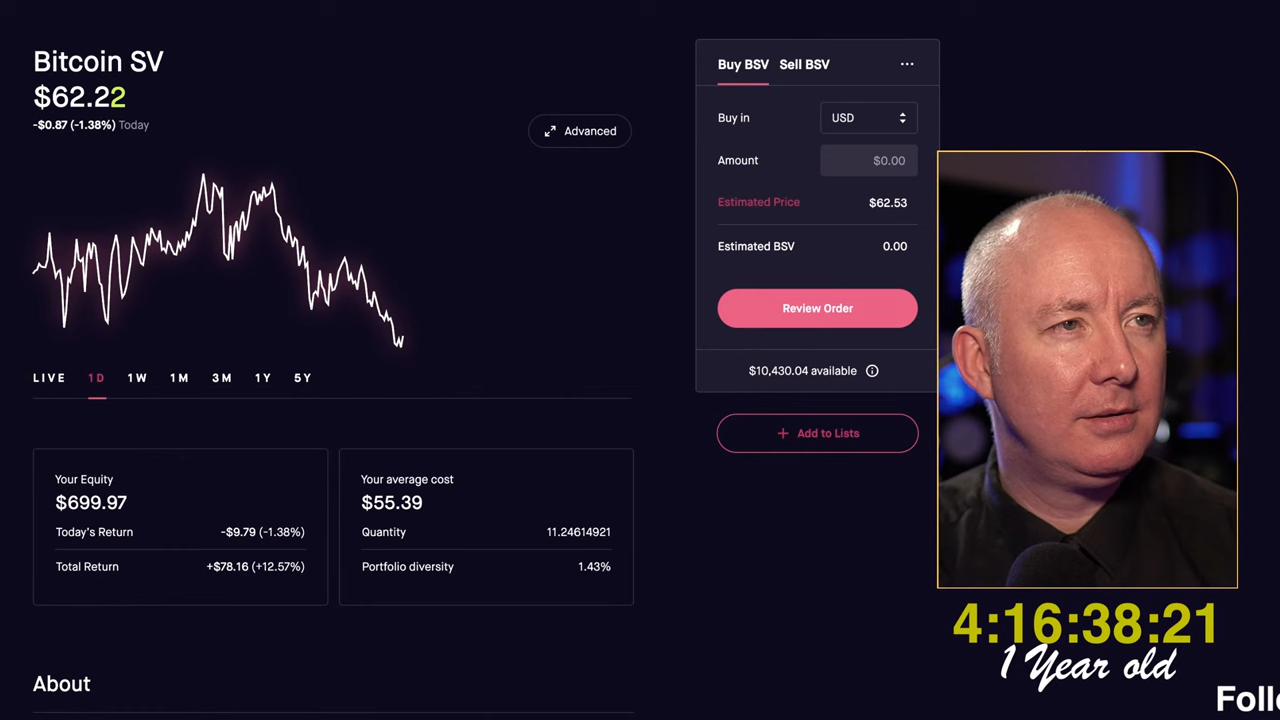 Bitcoin SV
$62.22
-$0.87 (-1.38%) Today
Advanced
LIVE 1D 1W 1M 3M 1Y 5Y
Your Equity
$699.97
Today's Return -$9.79 (-1.38%)
Total Return +$78.16 (+12.57%)
Your average cost
$55.39
Quantity 11.24614921
Portfolio diversity 1.43%
About
Buy BSV Sell BSV
Buy in USD
Amount $0.00
Estimated Price $62.53
Estimated BSV 0.00
Review Order
$10,430.04 available
+ Add to Lists
4:16:38:21
1 Year old